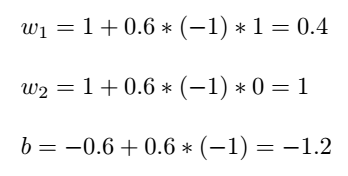 w₁ = 1 + 0.6 ∗ (−1) ∗ 1 = 0.4
w₂ = 1 + 0.6 ∗ (−1) ∗ 0 = 1
b = −0.6 + 0.6 ∗ (−1) = −1.2